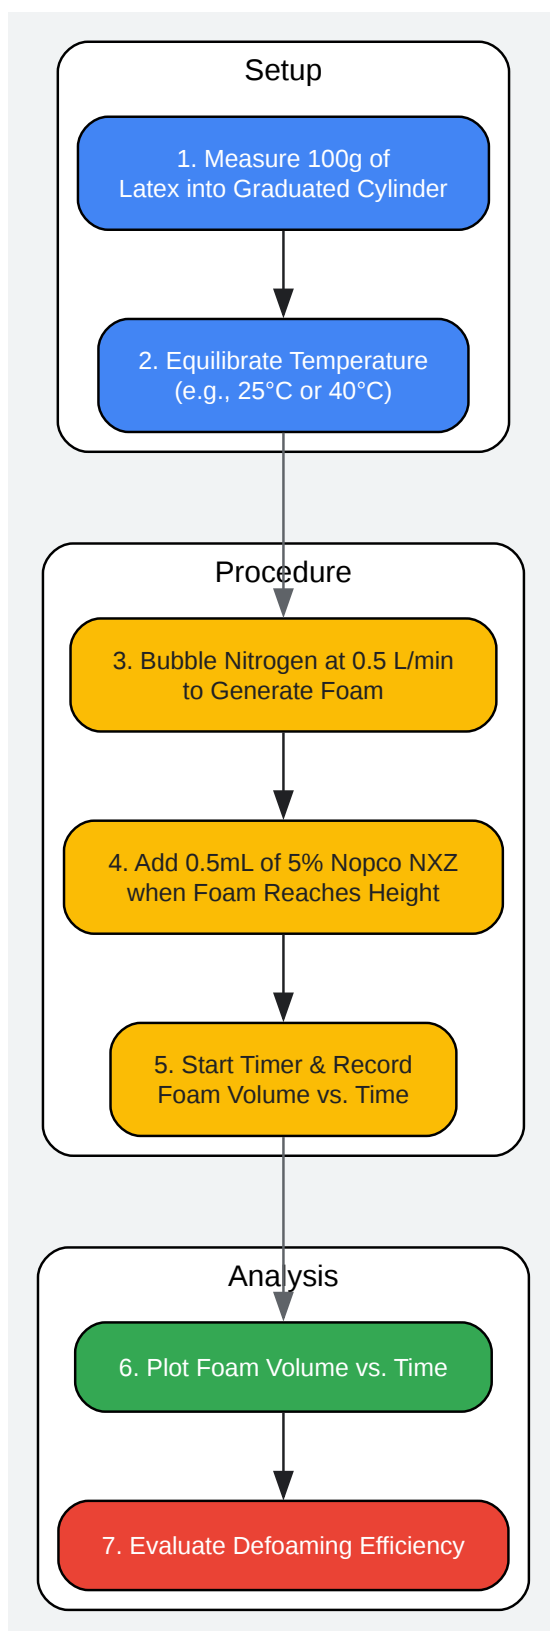 Setup
1. Measure 100g of
Latex into Graduated Cylinder
2. Equilibrate Temperature
(e.g., 25°C or 40°C)
Procedure
3. Bubble Nitrogen at 0.5 L/min
to Generate Foam
4. Add 0.5mL of 5% Nopco NXZ
when Foam Reaches Height
5. Start Timer & Record
Foam Volume vs. Time
Analysis
6. Plot Foam Volume vs. Time
7. Evaluate Defoaming Efficiency